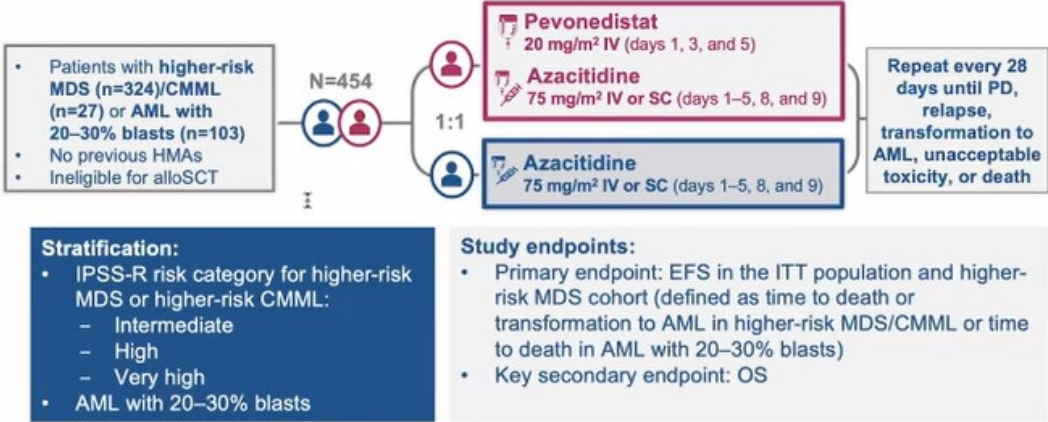 • Patients with higher-risk
MDS (n=324)/CMML
(n=27) or AML with
20–30% blasts (n=103)
• No previous HMAs
• Ineligible for alloSCT
N=454
1:1
Pevonedistat
20 mg/m² IV (days 1, 3, and 5)
Azacitidine
75 mg/m² IV or SC (days 1–5, 8, and 9)
Azacitidine
75 mg/m² IV or SC (days 1–5, 8, and 9)
Repeat every 28
days until PD,
relapse,
transformation to
AML, unacceptable
toxicity, or death
Stratification:
• IPSS-R risk category for higher-risk
MDS or higher-risk CMML:
– Intermediate
– High
– Very high
• AML with 20–30% blasts
Study endpoints:
• Primary endpoint: EFS in the ITT population and higher-
risk MDS cohort (defined as time to death or
transformation to AML in higher-risk MDS/CMML or time
to death in AML with 20–30% blasts)
• Key secondary endpoint: OS